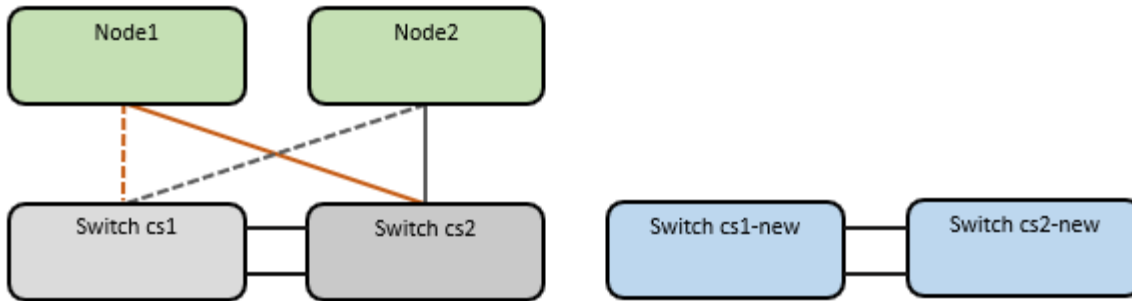 Node1
Node2
Switch cs1
Switch cs2
Switch cs1-new
Switch cs2-new